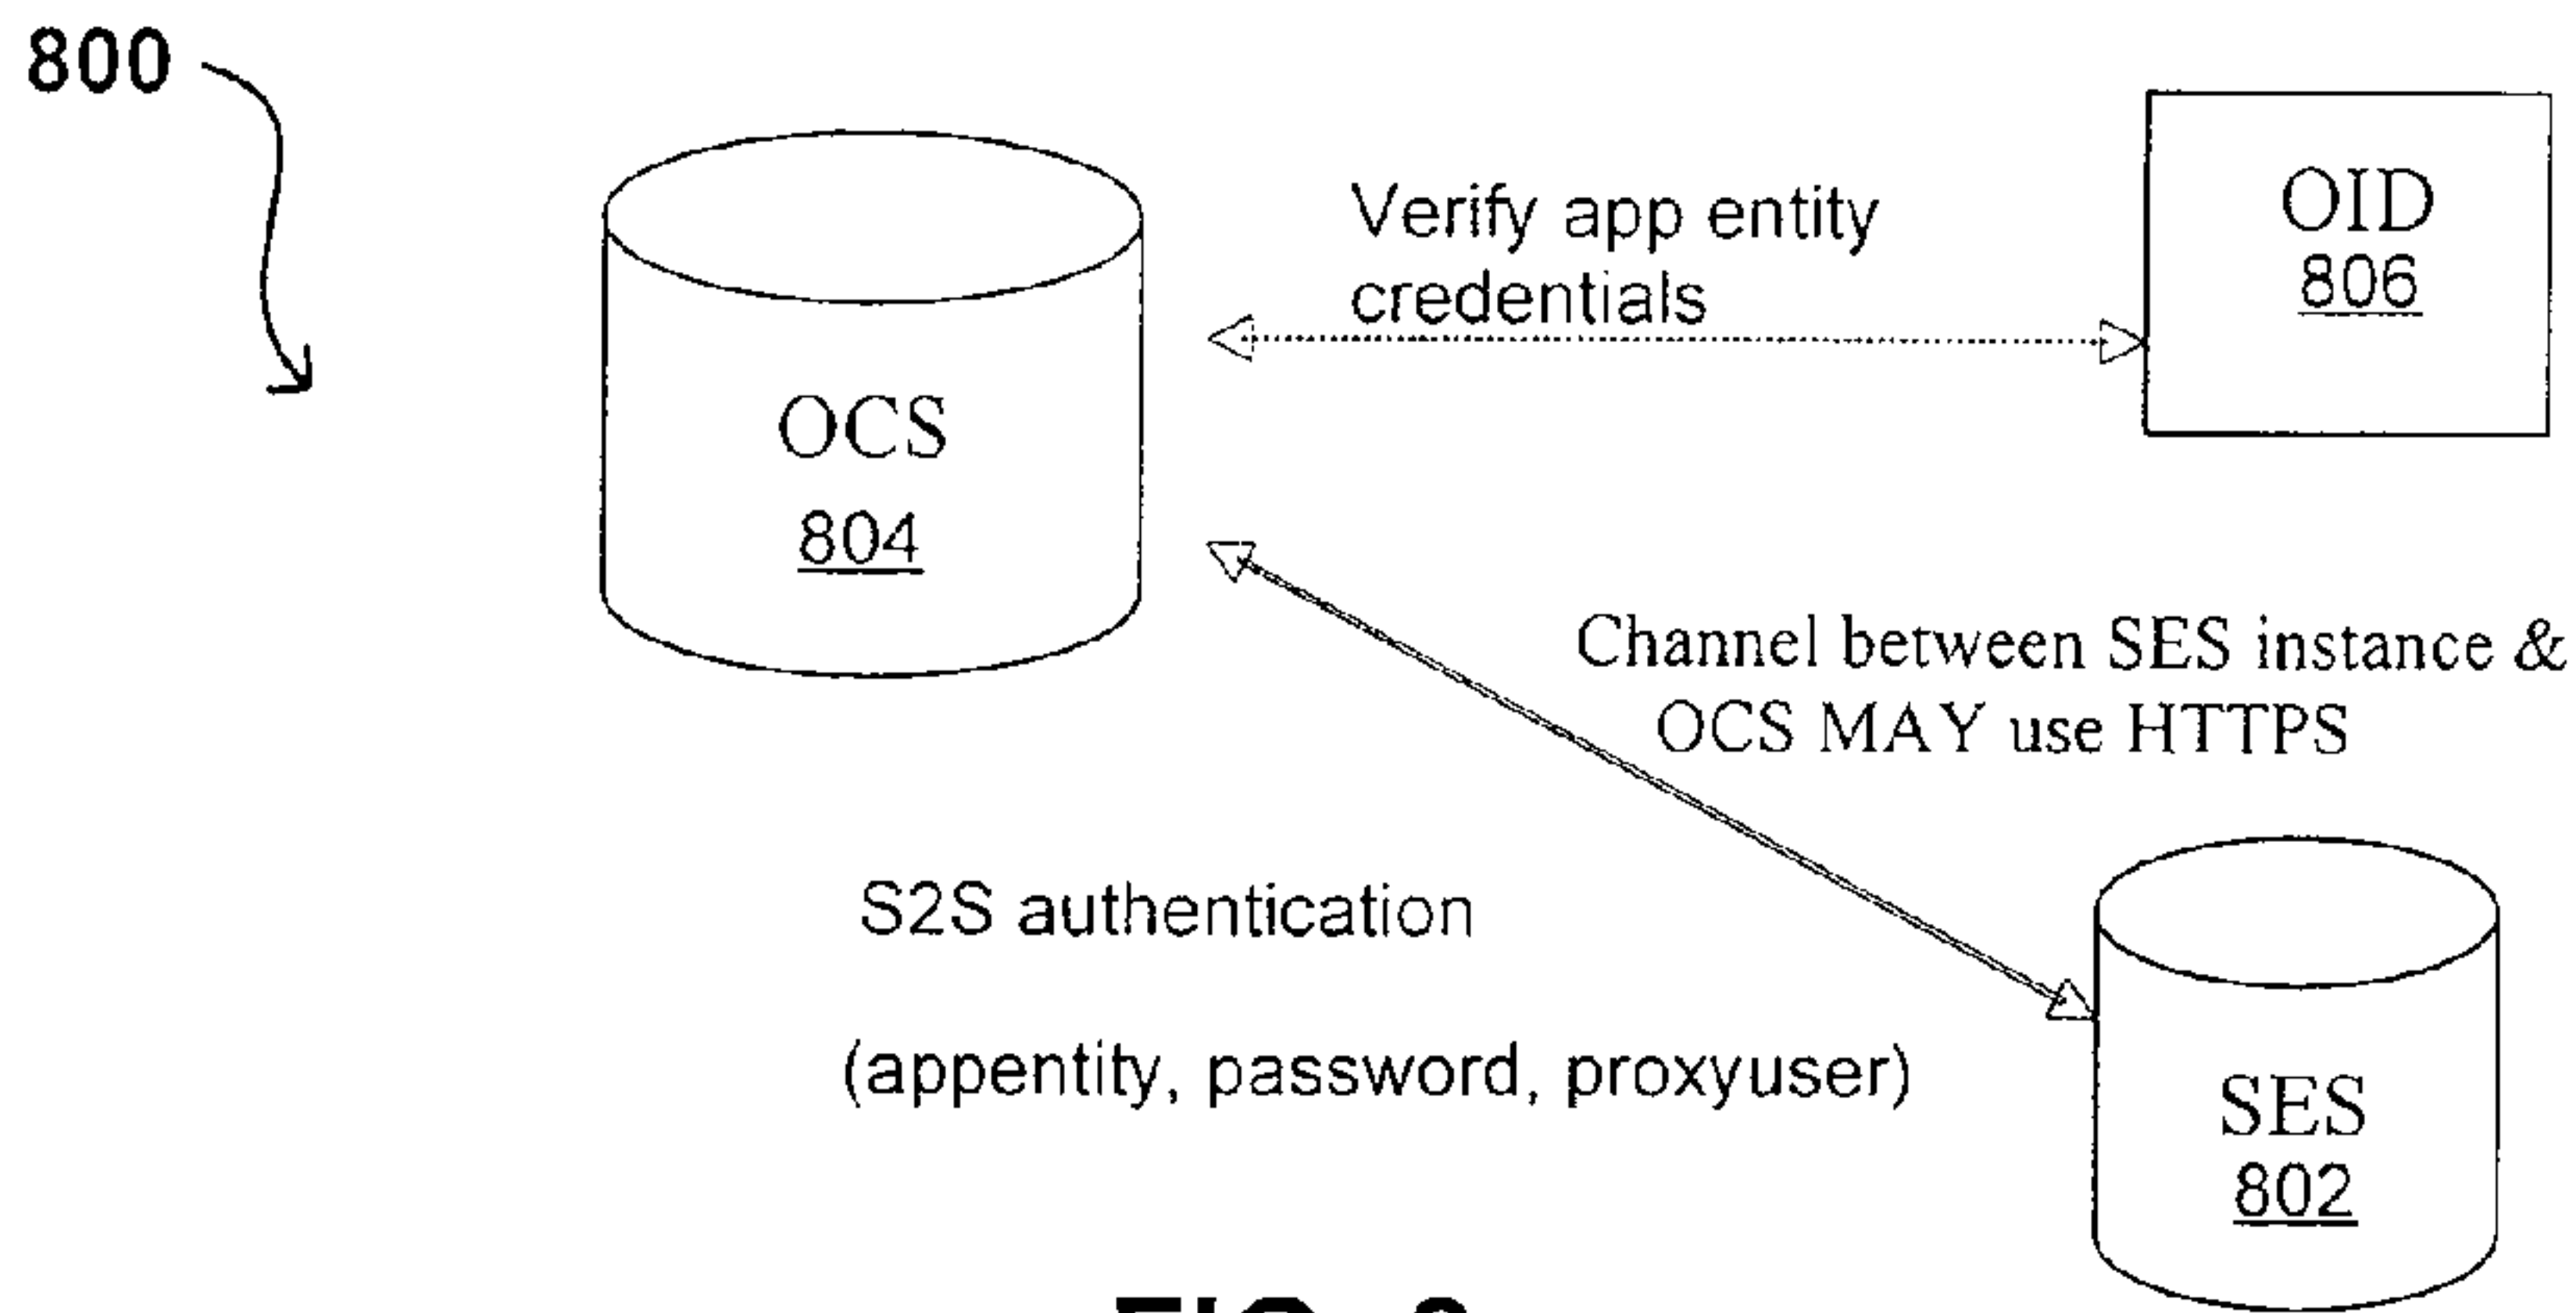 800
Verify app entity
credentials
OID
806
OCS
804
Channel between SES instance &
OCS MAY use HTTPS
S2S authentication
(appentity, password, proxyuser)
SES
802